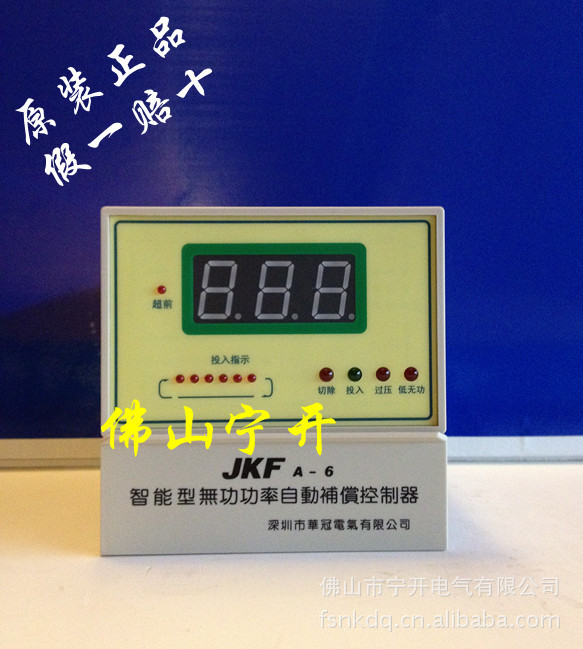 原装正品
假一赔十
8.8.8.
超前
投入指示
切除 投入 过压 低无功
佛山宁开
JKF A-6
智能型無功功率自動補償控制器
深圳市華冠電氣有限公司
佛山市宁开电气有限公司
fsnkdq.cn.alibaba.com